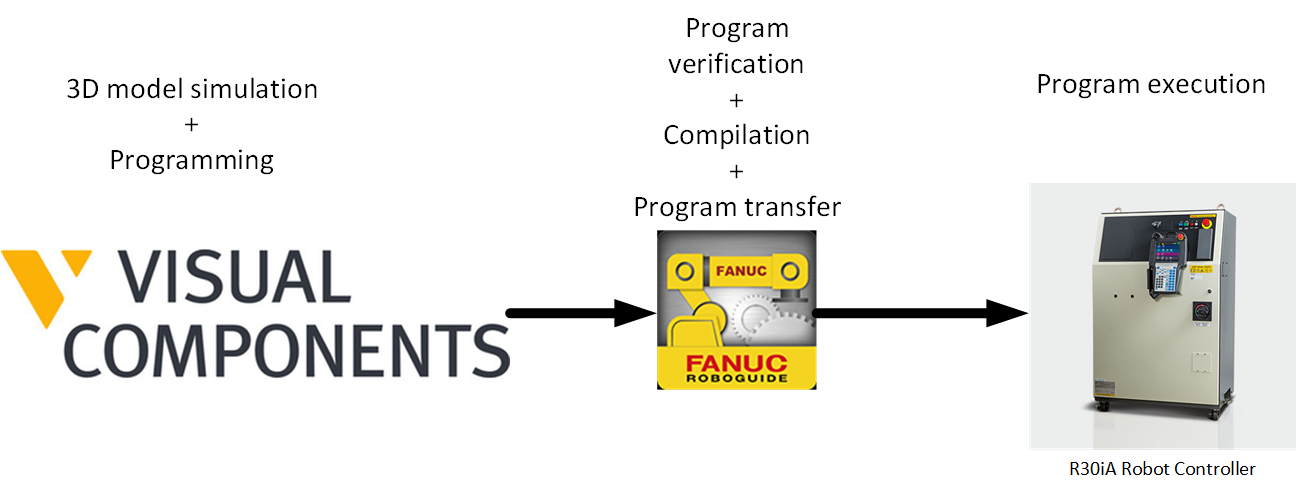 3D model simulation
+
Programming
VISUAL
COMPONENTS
Program
verification
+
Compilation
+
Program transfer
FANUC
FANUC
ROBOGUIDE
Program execution
R30iA Robot Controller